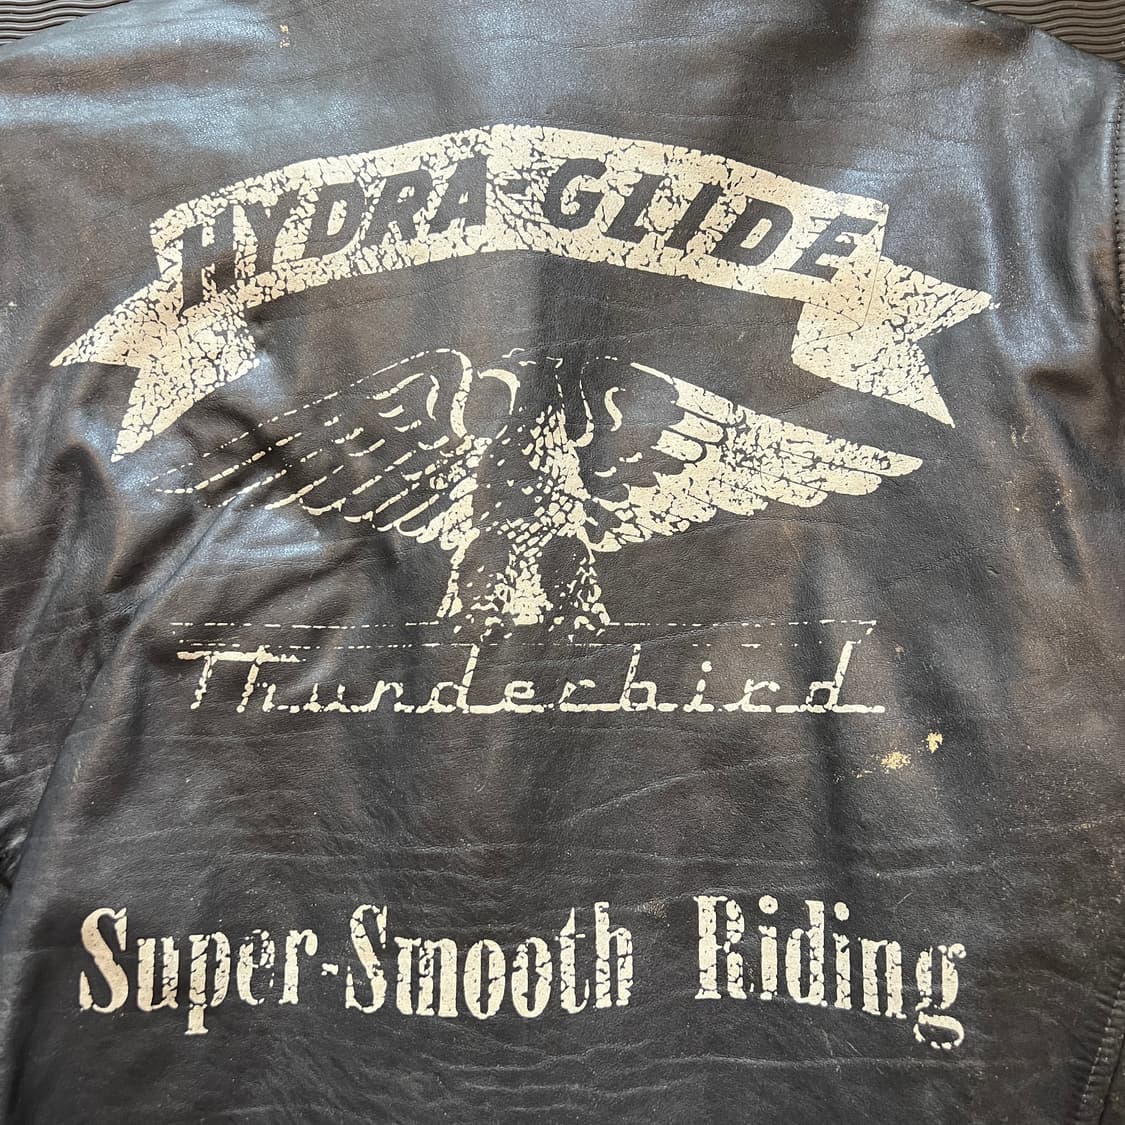 HYDRA-GLIDE
Thunderbird
Super-Smooth Riding